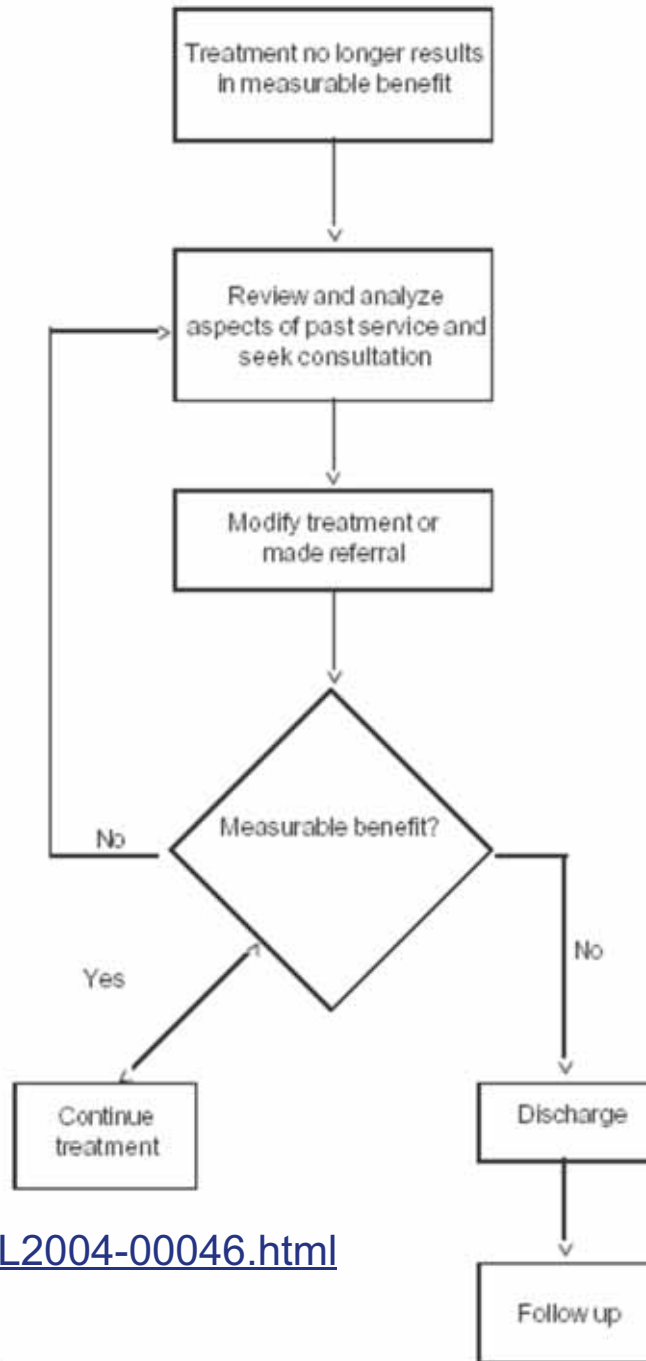 Treatment no longer results
in measurable benefit
Review and analyze
aspects of past service and
seek consultation
Modify treatment or
made referral
Measurable benefit?
No
No
Yes
Continue
treatment
Discharge
L2004-00046.html
Follow up